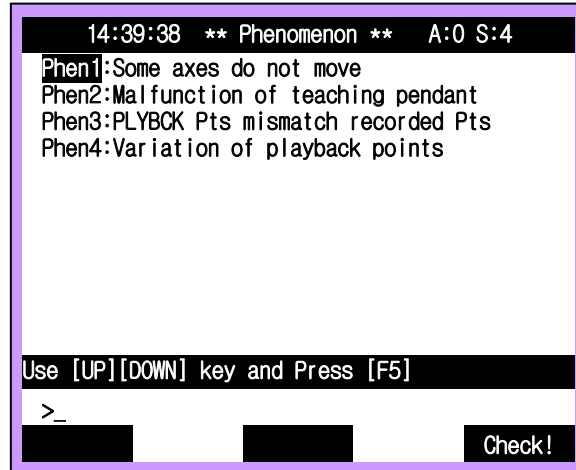 14:39:38 ** Phenomenon ** A:0 S:4
Phen1:Some axes do not move
Phen2:Malfunction of teaching pendant
Phen3:PLYBCK Pts mismatch recorded Pts
Phen4:Variation of playback points
Use [UP][DOWN] key and Press [F5]
>_
Check!